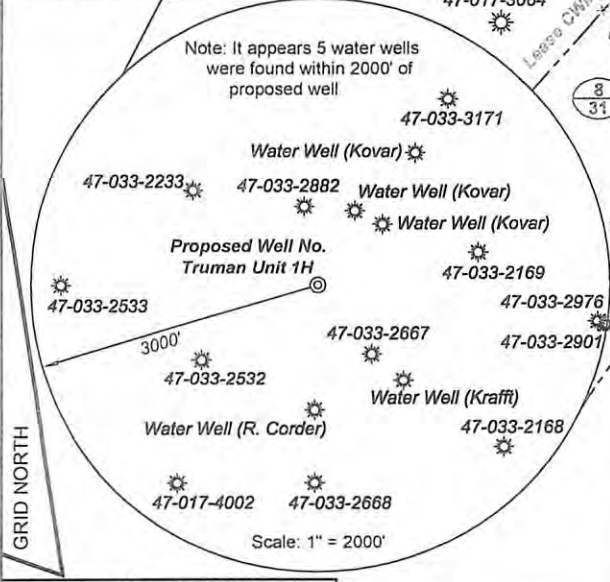 47-017-3064
Lease
Note: It appears 5 water wells
were found within 2000' of
proposed well
8
31
47-033-3171
Water Well (Kovar)
47-033-2233
47-033-2882
Water Well (Kovar)
Water Well (Kovar)
Proposed Well No.
Truman Unit 1H
47-033-2169
47-033-2533
47-033-2976
3000'
47-033-2667
47-033-2901
47-033-2532
Water Well (Krafft)
Water Well (R. Corder)
47-033-2168
GRID NORTH
47-017-4002
47-033-2668
Scale: 1" = 2000'